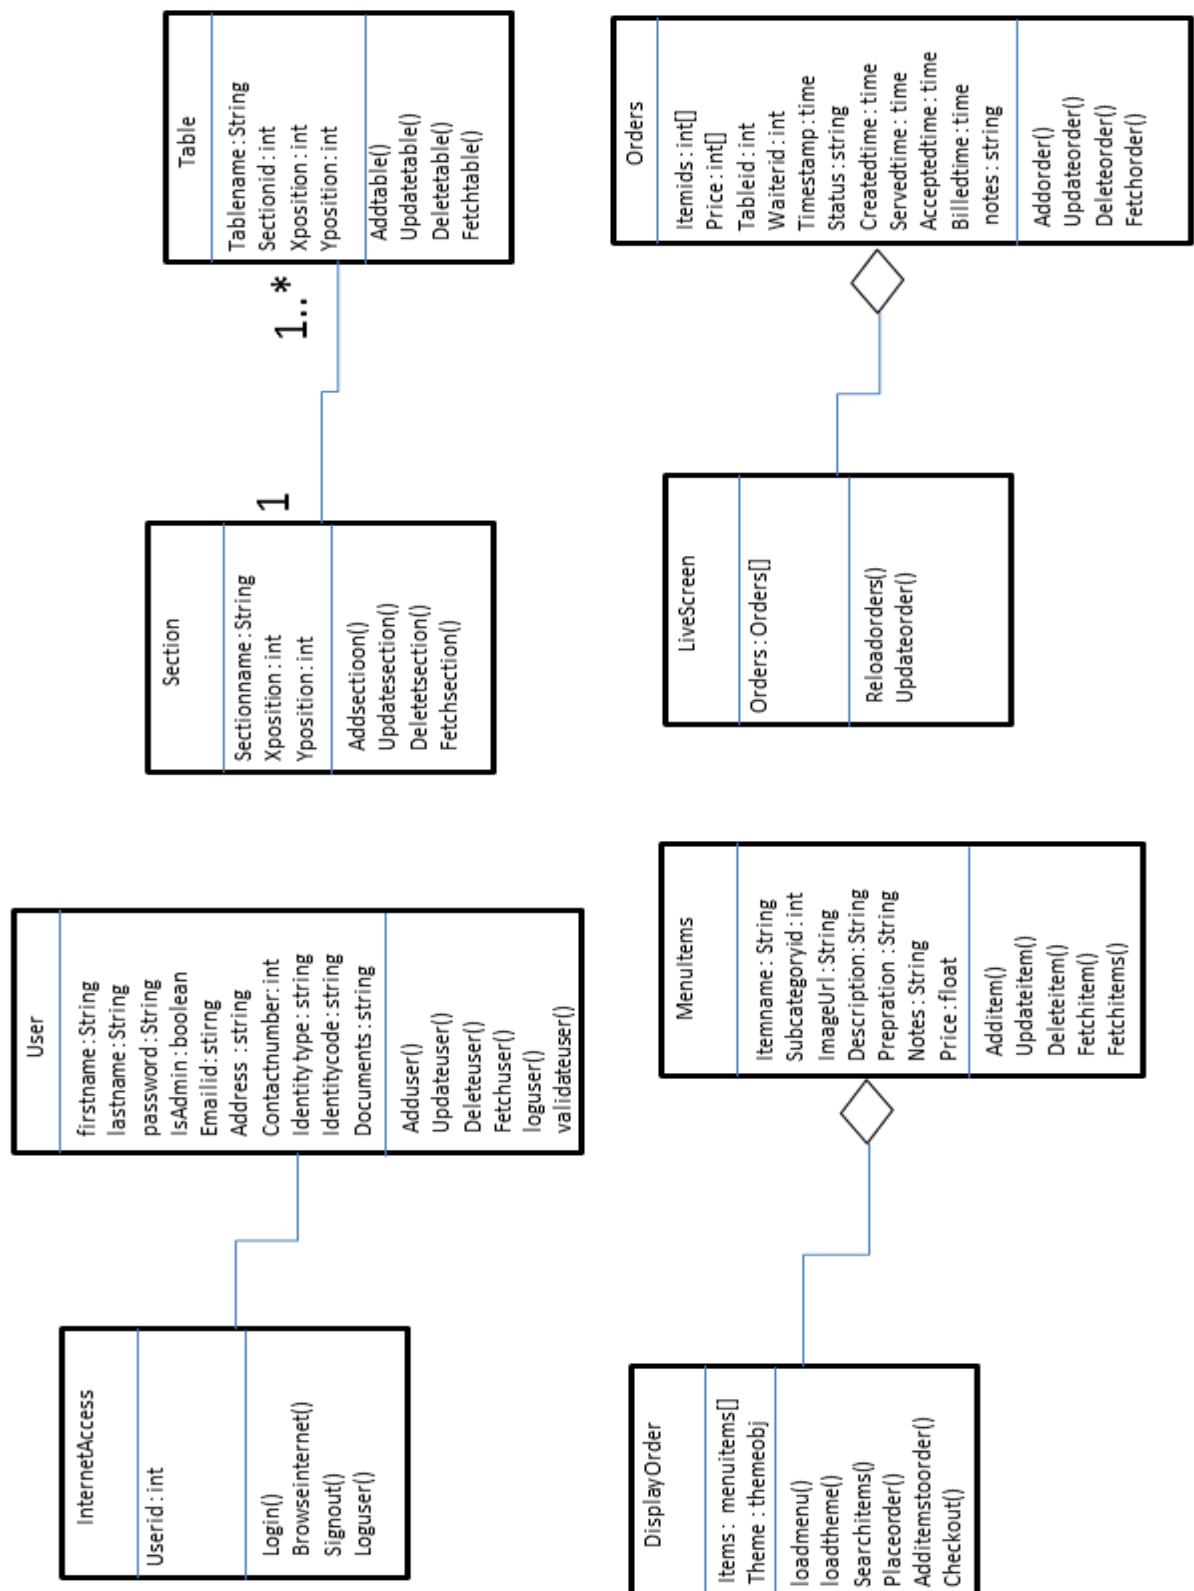 InternetAccess
Userid : int
Login()
Browseinternet()
Signout()
Loguser()
User
firstname : String
lastname : String
password : String
IsAdmin : boolean
Emailid : stirng
Address : string
Contactnumber: int
Identity type : string
Identitycode : string
Documents : string
Adduser()
Updateuser()
Deleteuser()
Fetchuser()
loguser()
validateuser()
Section
Sectionname : String
Xposition : int
Yposition : int
Addsectioon()
Updatesection()
Deletetsection()
Fetchsection()
1
1..*
Table
Tablename : String
Sectionid : int
Xposition : int
Yposition : int
Addtable()
Updatetable()
Deletetable()
Fetchtable()
DisplayOrder
Items : menuitems[]
Theme : themeobj
loadmenu()
loadtheme()
Searchitems()
Placeorder()
Additemstoorder()
Checkout()
MenuItems
Itemname : String
Subcategoryid : int
ImageUrl : String
Description: String
Prepration : String
Notes : String
Price : float
Additem()
Updateitem()
Deleteitem()
Fetchitem()
Fetchitems()
LiveScreen
Orders : Orders[]
Reloadorders()
Updateorder()
Orders
Itemids : int[]
Price : int[]
Tableid : int
Waiterid : int
Timestamp : time
Status : string
Createdtime : time
Servedtime : time
Acceptedtime : time
Billedtime : time
notes : string
Addorder()
Updateorder()
Deleteorder()
Fetchorder()